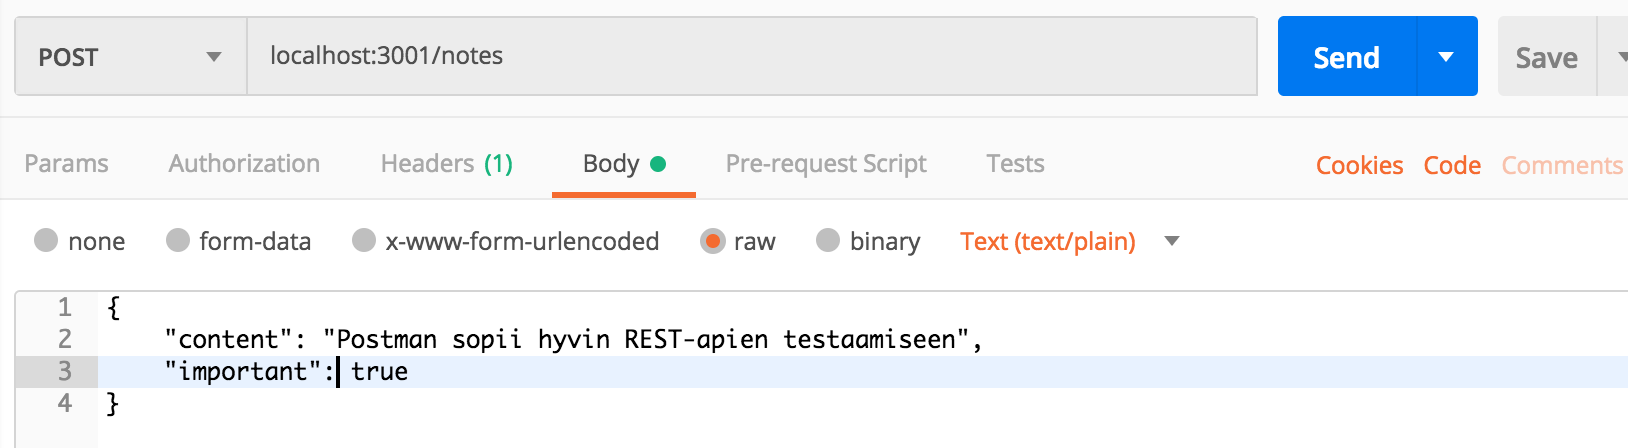 POST localhost:3001/notes Send Save
Params Authorization Headers (1) Body Pre-request Script Tests Cookies Code Comments
none form-data x-www-form-urlencoded raw binary Text (text/plain)
1 {
2 "content": "Postman sopii hyvin REST-apien testaamiseen",
3 "important": true
4 }